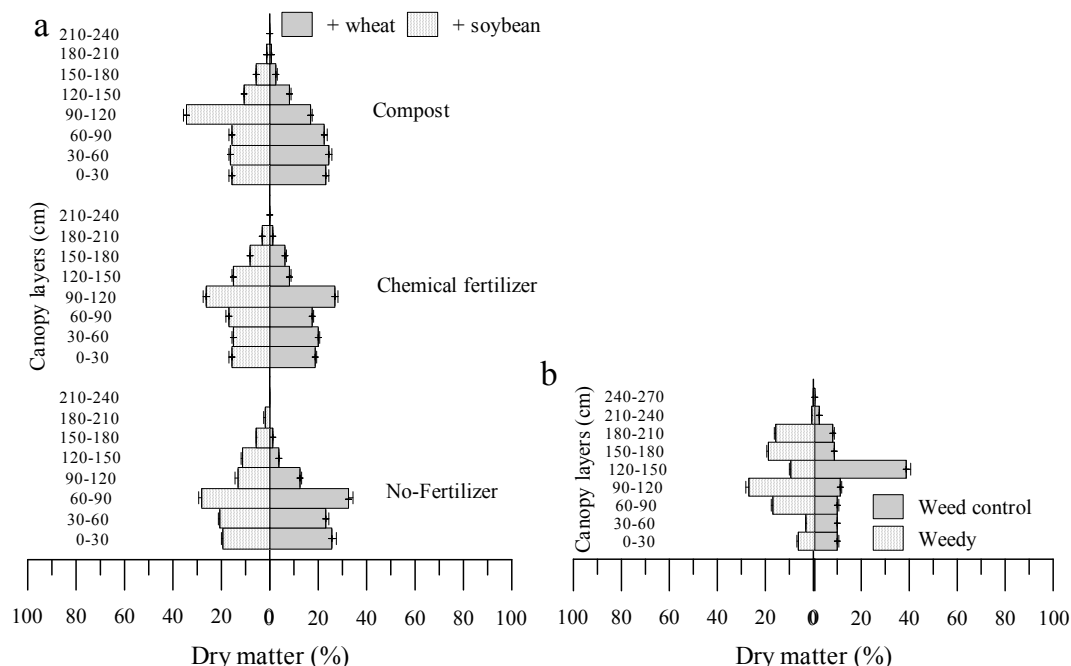 a
+ wheat
+ soybean
Canopy layers (cm)
210-240
180-210
150-180
120-150
90-120
60-90
30-60
0-30
Compost
210-240
180-210
150-180
120-150
90-120
60-90
30-60
0-30
Chemical fertilizer
210-240
180-210
150-180
120-150
90-120
60-90
30-60
0-30
No-Fertilizer
100 80 60 40 20 0 20 40 60 80 100
Dry matter (%)
b
Canopy layers (cm)
240-270
210-240
180-210
150-180
120-150
90-120
60-90
30-60
0-30
Weed control
Weedy
100 80 60 40 20 0 20 40 60 80 100
Dry matter (%)